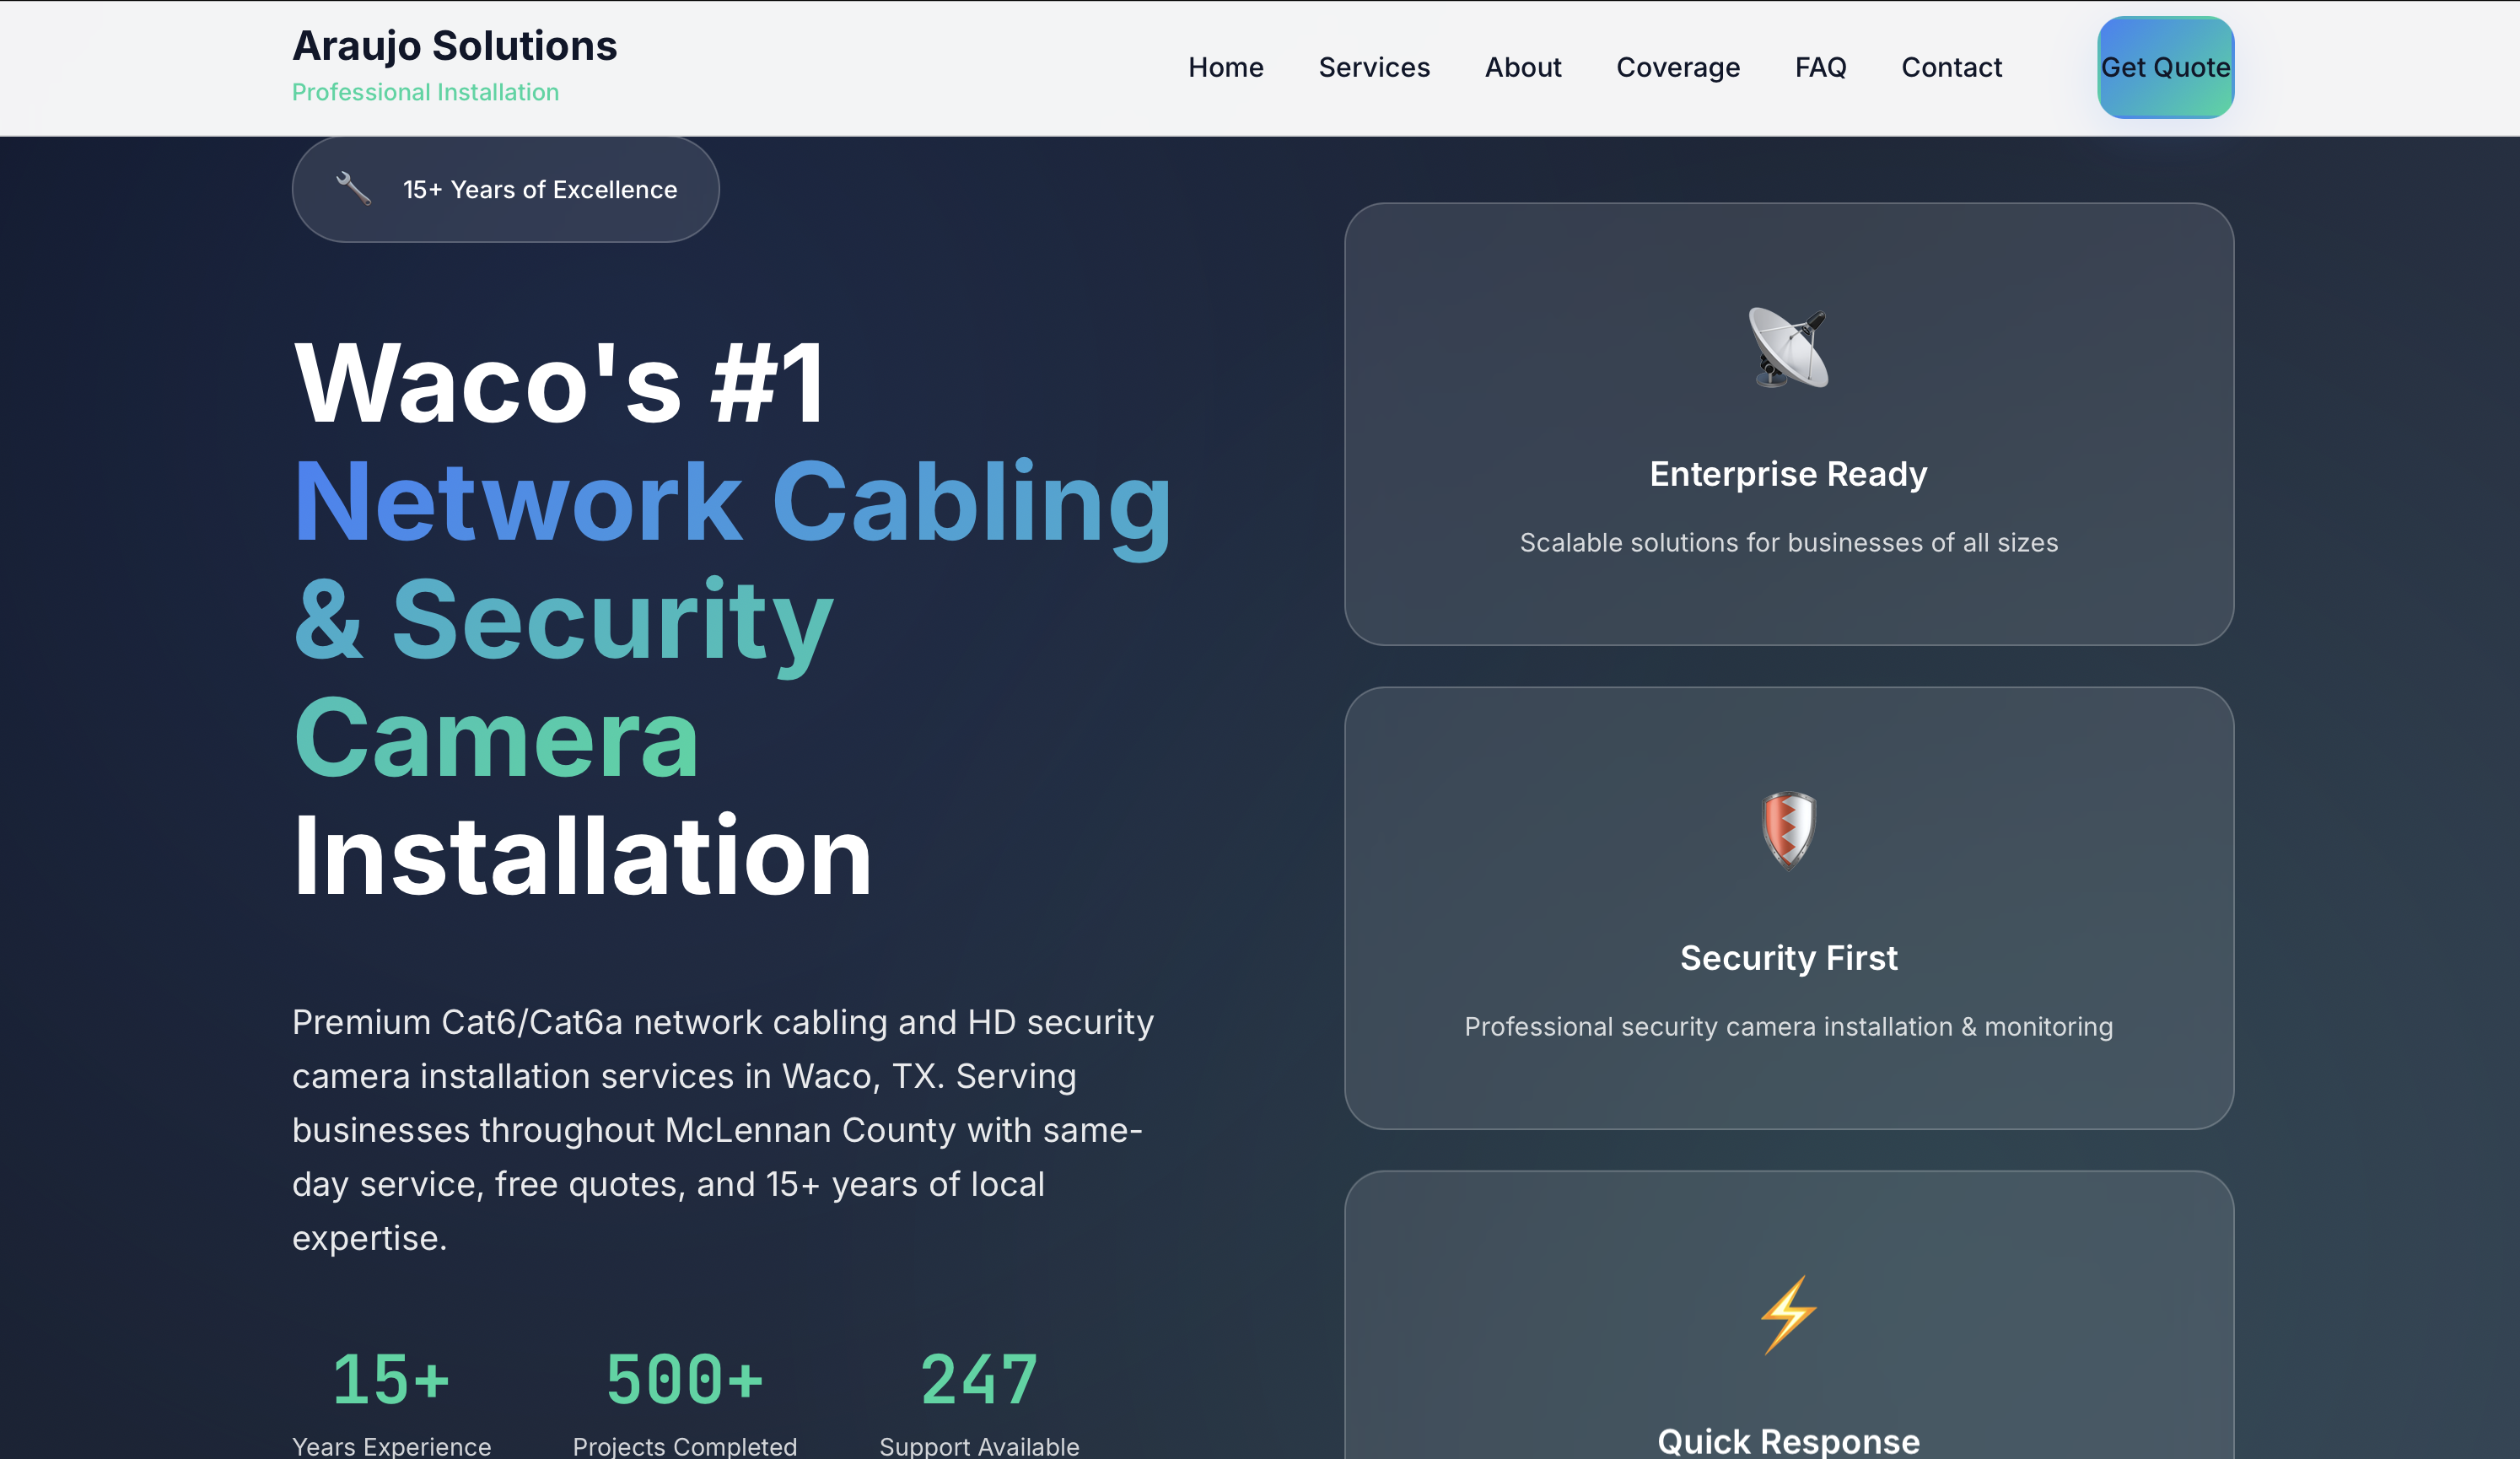 Araujo Solutions
Professional Installation
Home
Services
About
Coverage
FAQ
Contact
Get Quote
15+ Years of Excellence
Waco's #1
Network Cabling
& Security
Camera
Installation
Premium Cat6/Cat6a network cabling and HD security
camera installation services in Waco, TX. Serving
businesses throughout McLennan County with same-
day service, free quotes, and 15+ years of local
expertise.
15+
Years Experience
500+
Projects Completed
247
Support Available
Enterprise Ready
Scalable solutions for businesses of all sizes
Security First
Professional security camera installation & monitoring
Quick Response